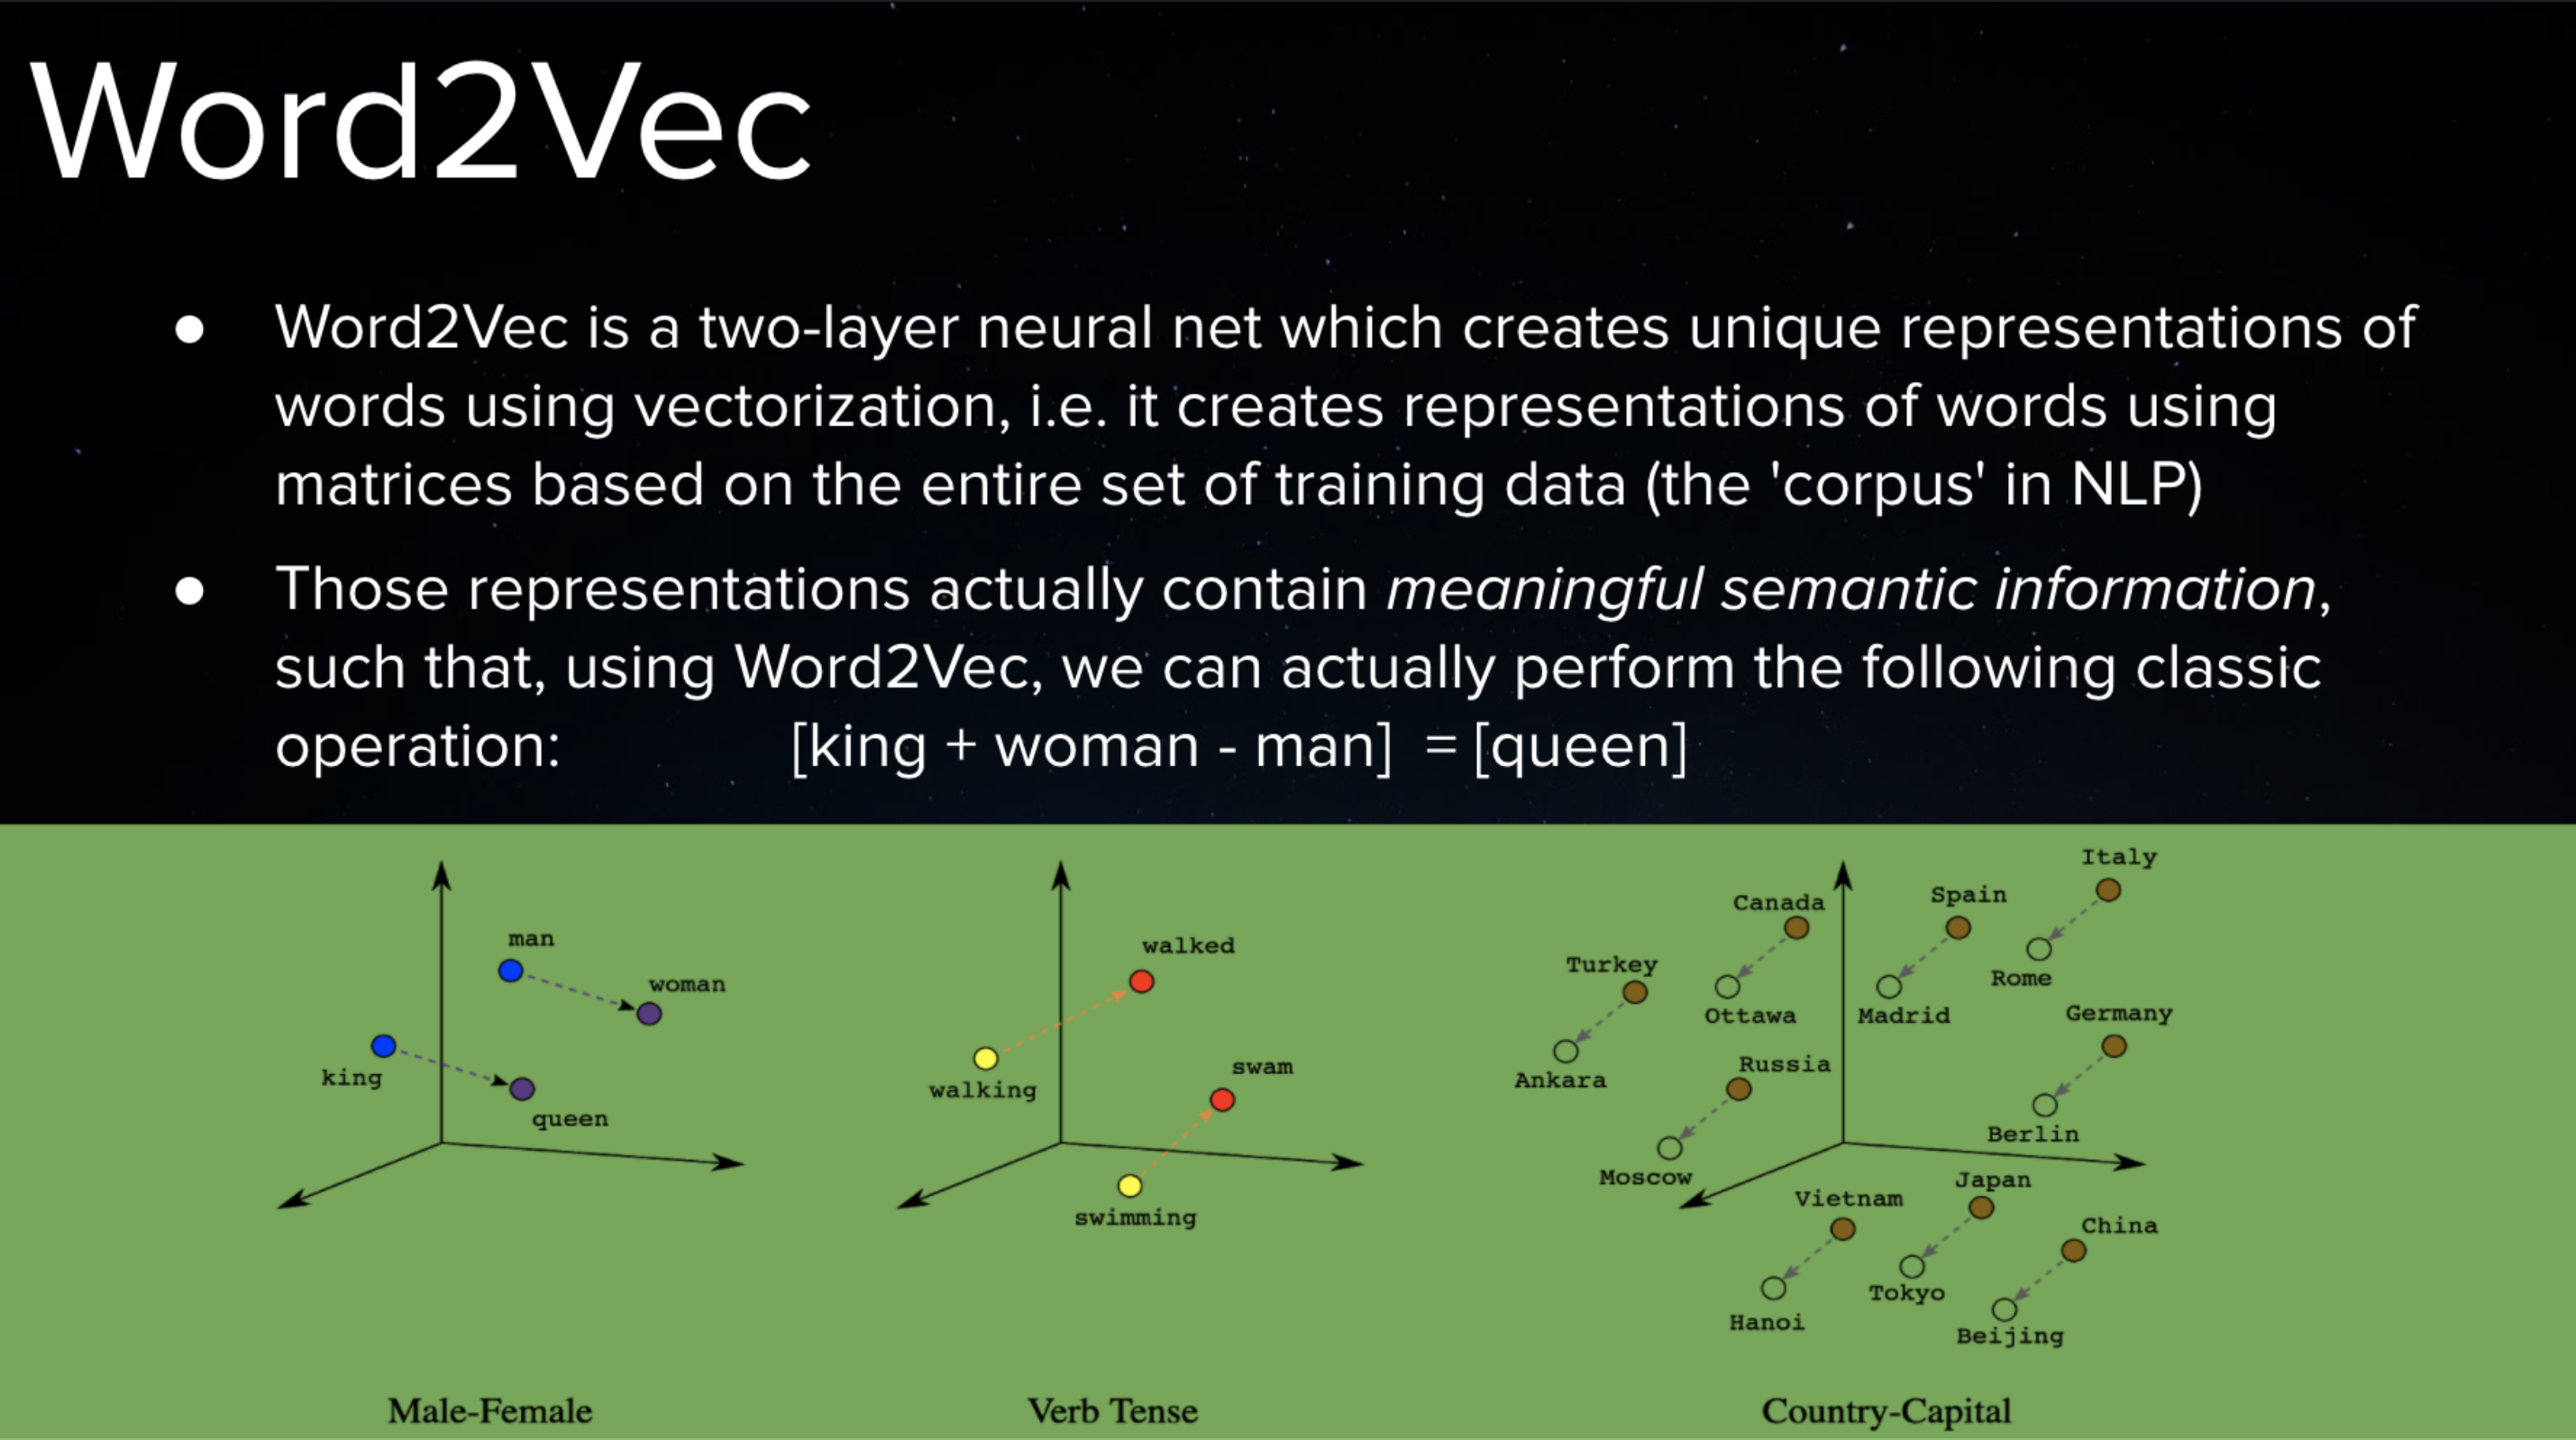 Word2Vec
● Word2Vec is a two-layer neural net which creates unique representations of
words using vectorization, i.e. it creates representations of words using
matrices based on the entire set of training data (the 'corpus' in NLP)
● Those representations actually contain meaningful semantic information,
such that, using Word2Vec, we can actually perform the following classic
operation: [king + woman - man] = [queen]
man
woman
king
queen
Male-Female
walked
walking
swam
swimming
Verb Tense
Italy
Spain
Canada
Turkey
Rome
Ottawa
Madrid
Germany
Russia
Ankara
Berlin
Moscow
Japan
Vietnam
China
Tokyo
Hanoi
Beijing
Country-Capital